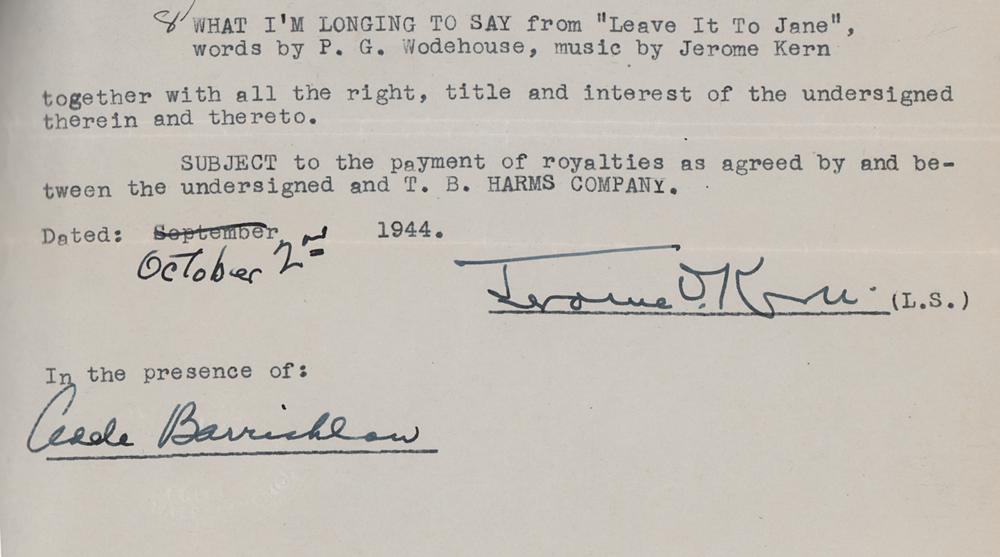 8/ WHAT I'M LONGING TO SAY from "Leave It To Jane",
words by P. G. Wodehouse, music by Jerome Kern
together with all the right, title and interest of the undersigned
therein and thereto.
SUBJECT to the payment of royalties as agreed by and be-
tween the undersigned and T. B. HARMS COMPANY.
Dated: September 1944.
October 2nd
Jerome D. Kern (L.S.)
In the presence of: